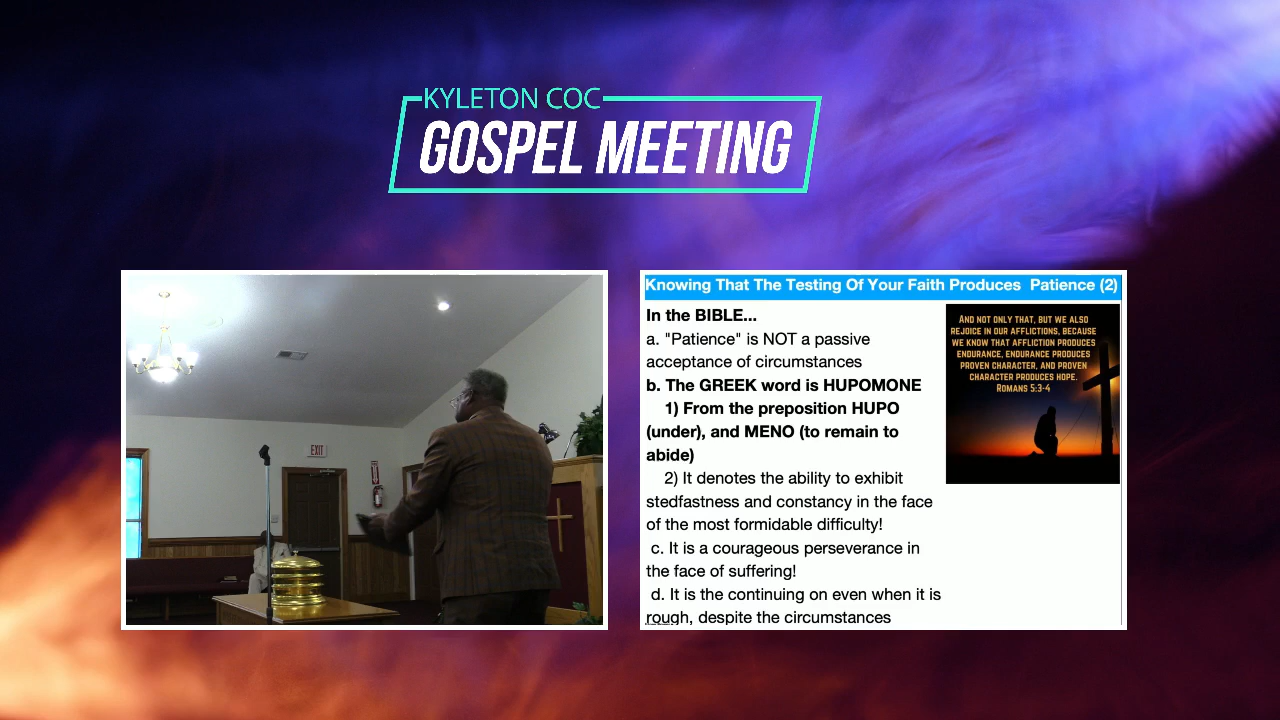 KYLETON COC
GOSPEL MEETING
EXIT
Knowing That The Testing Of Your Faith Produces Patience (2)
In the BIBLE...
a. "Patience" is NOT a passive
acceptance of circumstances
b. The GREEK word is HUPOMONE
1) From the preposition HUPO
(under), and MENO (to remain to
abide)
2) It denotes the ability to exhibit
stedfastness and constancy in the face
of the most formidable difficulty!
c. It is a courageous perseverance in
the face of suffering!
d. It is the continuing on even when it is
rough, despite the circumstances
AND NOT ONLY THAT, BUT WE ALSO
REJOICE IN OUR AFFLICTIONS, BECAUSE
WE KNOW THAT AFFLICTION PRODUCES
ENDURANCE, ENDURANCE PRODUCES
PROVEN CHARACTER, AND PROVEN
CHARACTER PRODUCES HOPE.
ROMANS 5:3-4